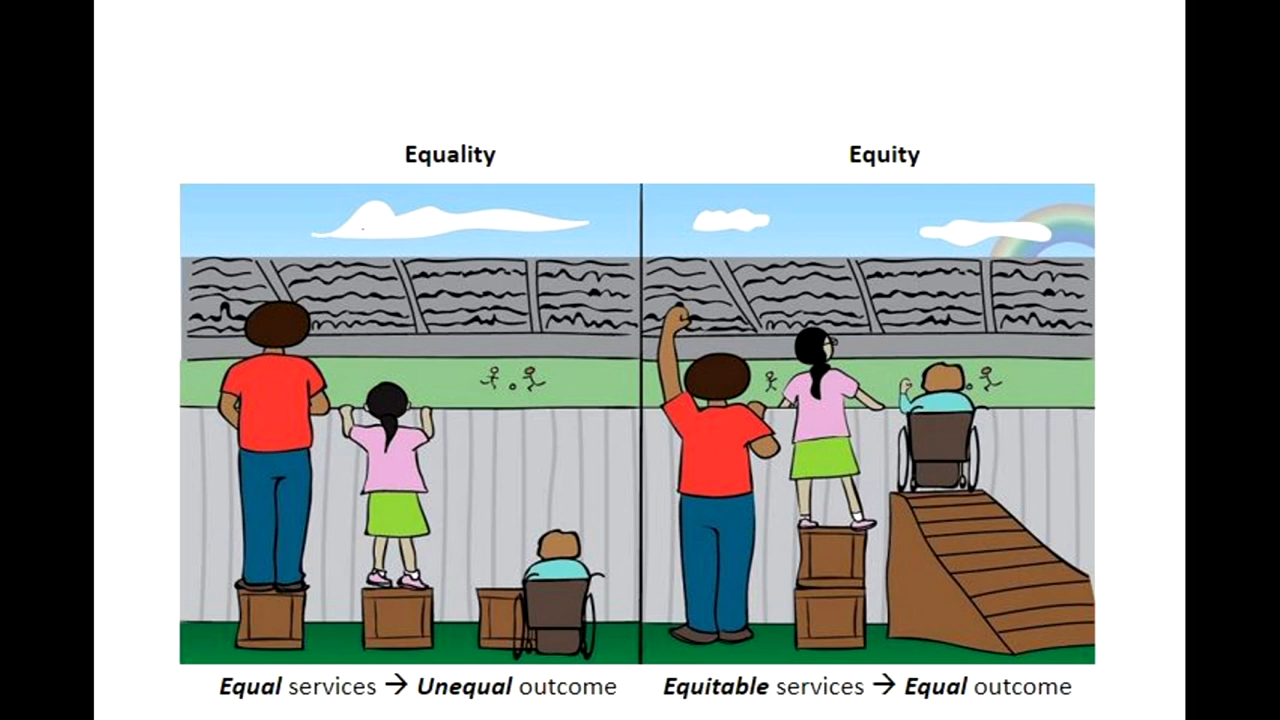 Equality
Equity
Equal services → Unequal outcome
Equitable services → Equal outcome